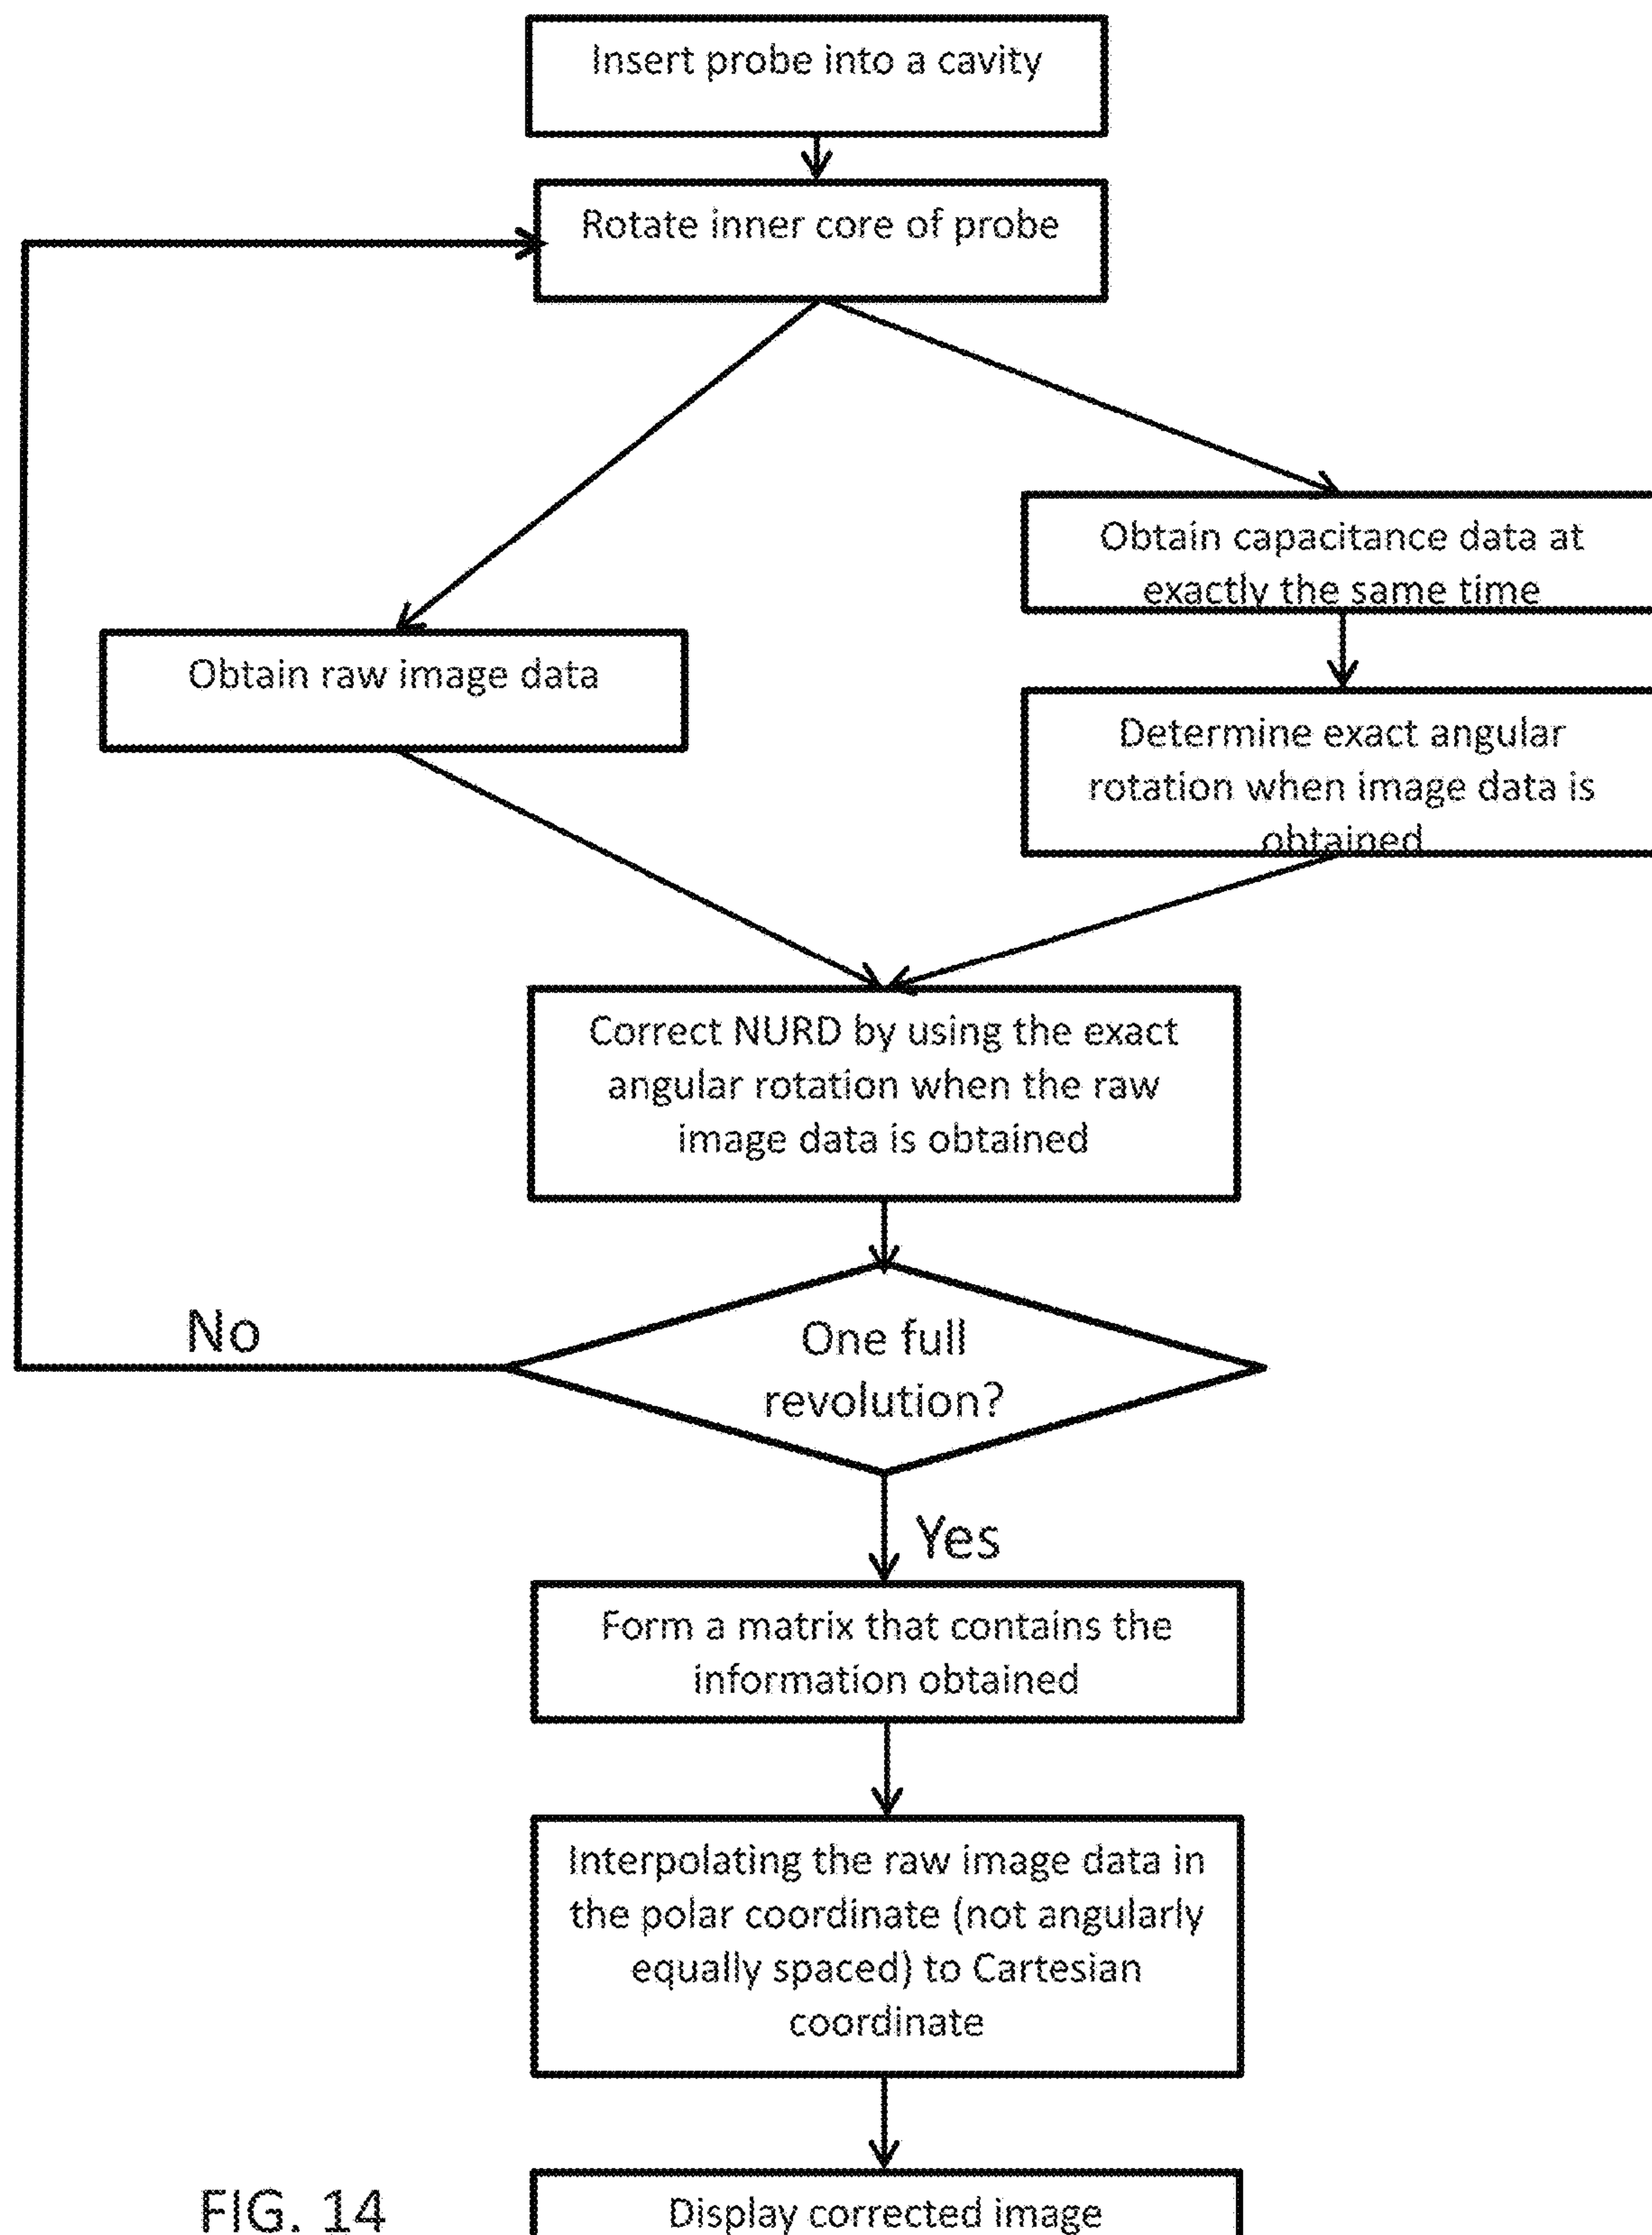 Insert probe into a cavity
Rotate inner core of probe
Obtain capacitance data at
exactly the same time
Obtain raw image data
Determine exact angular
rotation when image data is
obtained
Correct NURD by using the exact
angular rotation when the raw
image data is obtained
One full
revolution?
No
Yes
Form a matrix that contains the
information obtained
Interpolating the raw image data in
the polar coordinate (not angularly
equally spaced) to Cartesian
coordinate
Display corrected image
FIG. 14